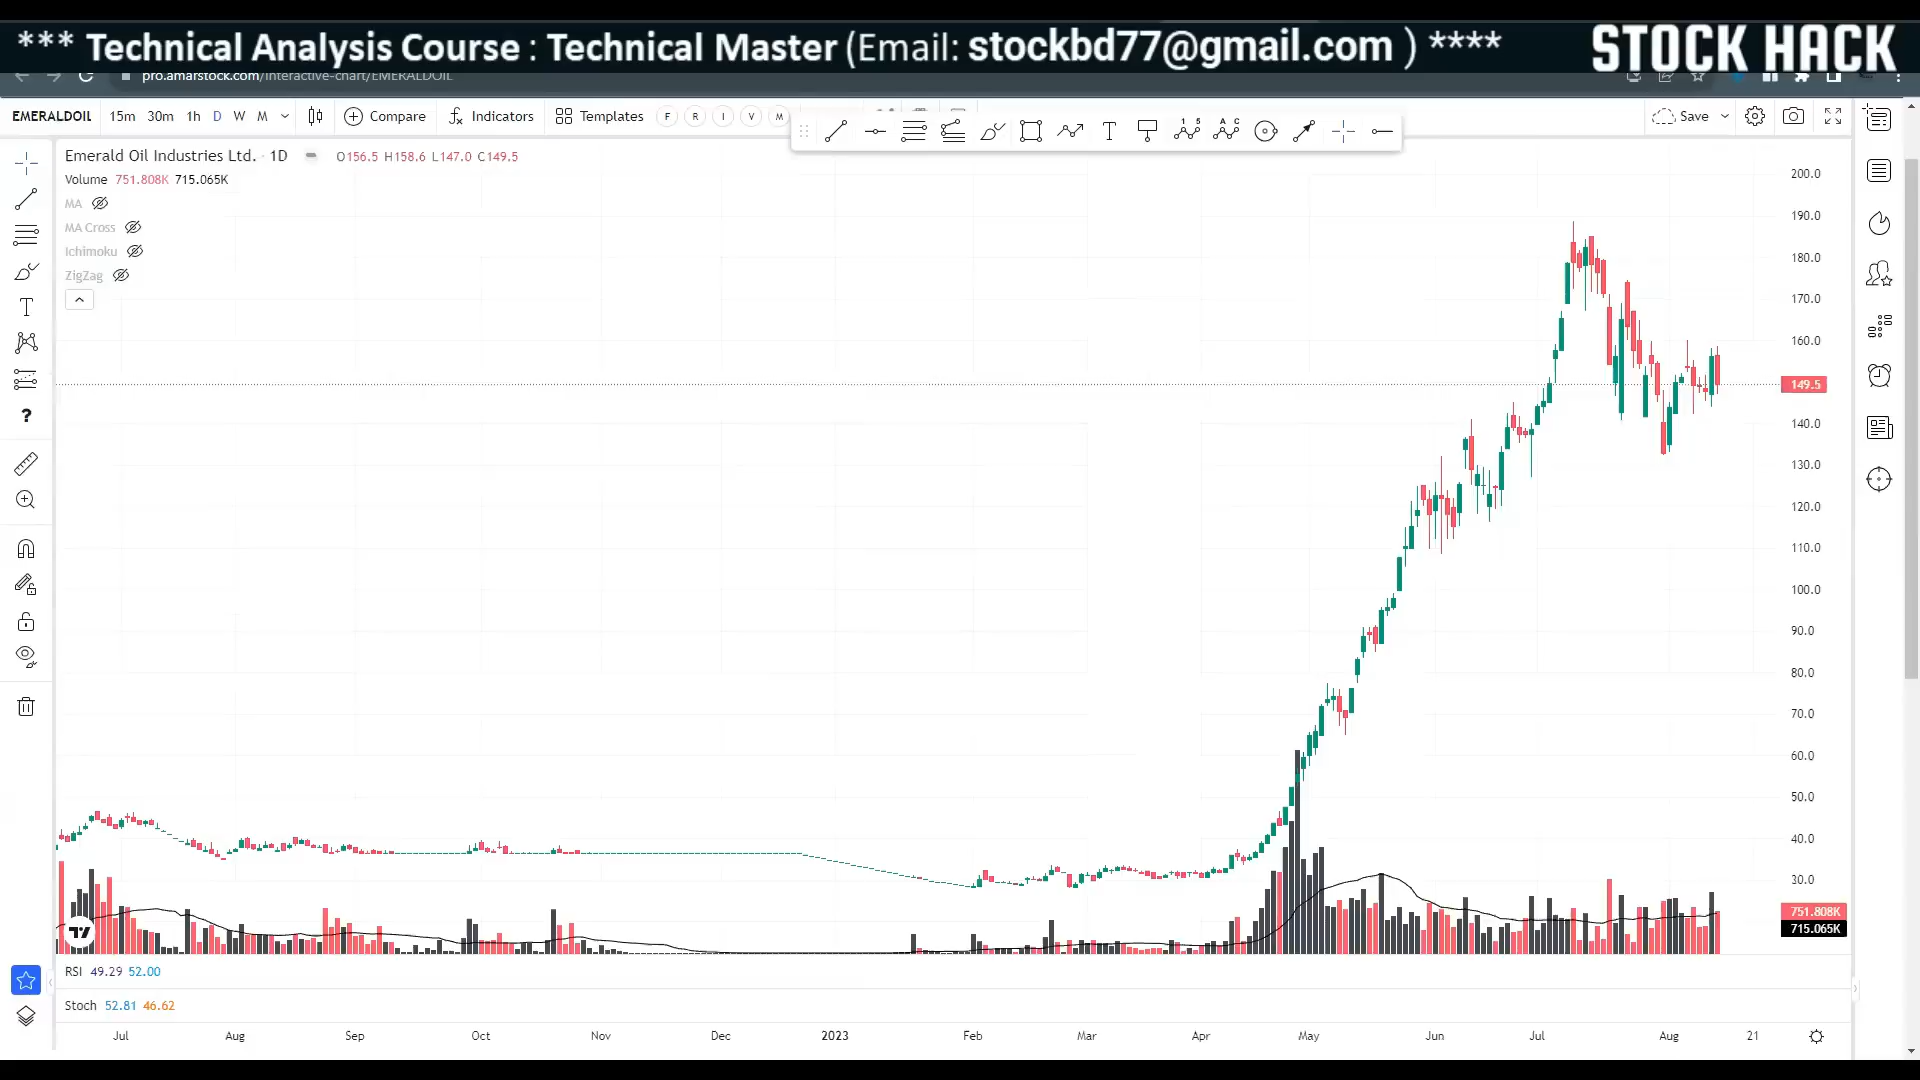 *** Technical Analysis Course : Technical Master (Email: stockbd77@gmail.com ) ****
STOCK HACK
pro.amarstock.com/interactive-chart/EMERALDOIL
EMERALDOIL 15m 30m 1h D W M Compare Indicators Templates F R I V M Save
Emerald Oil Industries Ltd. · 1D O156.5 H158.6 L147.0 C149.5
Volume 751.808K 715.065K
MA
MA Cross
Ichimoku
ZigZag
200.0
190.0
180.0
170.0
160.0
149.5
140.0
130.0
120.0
110.0
100.0
90.0
80.0
70.0
60.0
50.0
40.0
30.0
751.808K
715.065K
RSI 49.29 52.00
Stoch 52.81 46.62
Jul Aug Sep Oct Nov Dec 2023 Feb Mar Apr May Jun Jul Aug 21